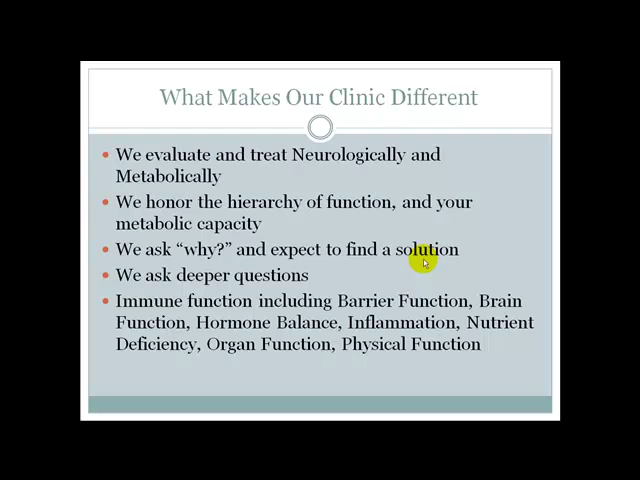 What Makes Our Clinic Different
• We evaluate and treat Neurologically and
Metabolically
• We honor the hierarchy of function, and your
metabolic capacity
• We ask “why?” and expect to find a solution
• We ask deeper questions
• Immune function including Barrier Function, Brain
Function, Hormone Balance, Inflammation, Nutrient
Deficiency, Organ Function, Physical Function